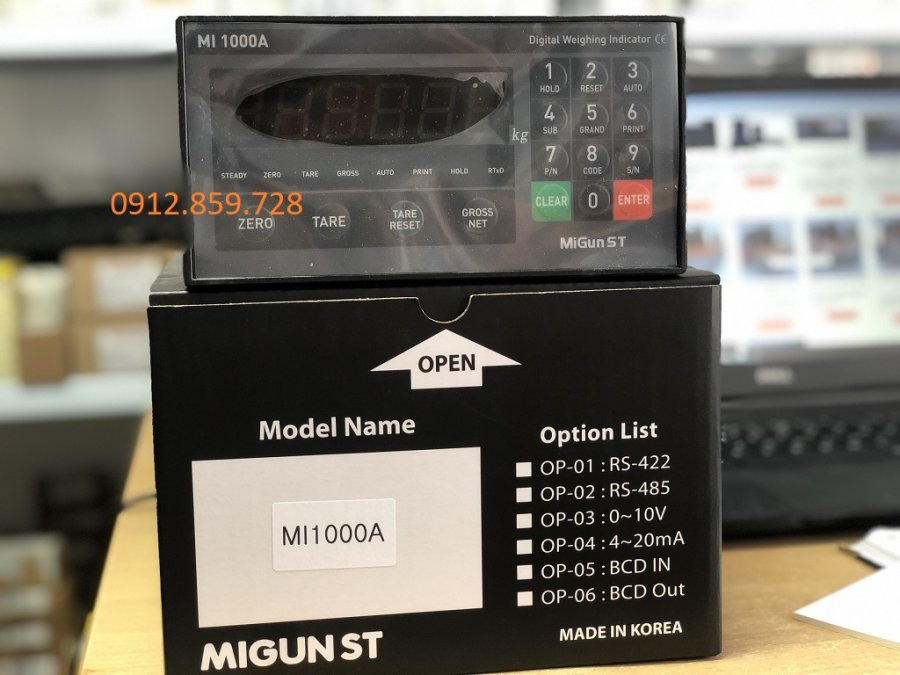 MI 1000A
Digital Weighing Indicator CE
kg
1 2 3
HOLD RESET AUTO
4 5 6
SUB GRAND PRINT
7 8 9
P/N CODE S/N
CLEAR 0 ENTER
STEADY ZERO TARE GROSS AUTO PRINT HOLD RTxD
0912.859.728
ZERO TARE TARE RESET GROSS NET
MiGun ST
OPEN
Model Name
MI1000A
MIGUN ST
Option List
OP-01 : RS-422
OP-02 : RS-485
OP-03 : 0~10V
OP-04 : 4~20mA
OP-05 : BCD IN
OP-06 : BCD Out
MADE IN KOREA
DELL